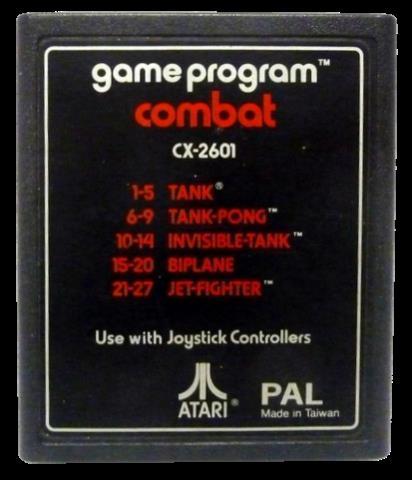 game program™
combat
CX-2601
1-5 TANK®
6-9 TANK-PONG™
10-14 INVISIBLE-TANK™
15-20 BIPLANE
21-27 JET-FIGHTER™
Use with Joystick Controllers
ATARI®
PAL
Made in Taiwan